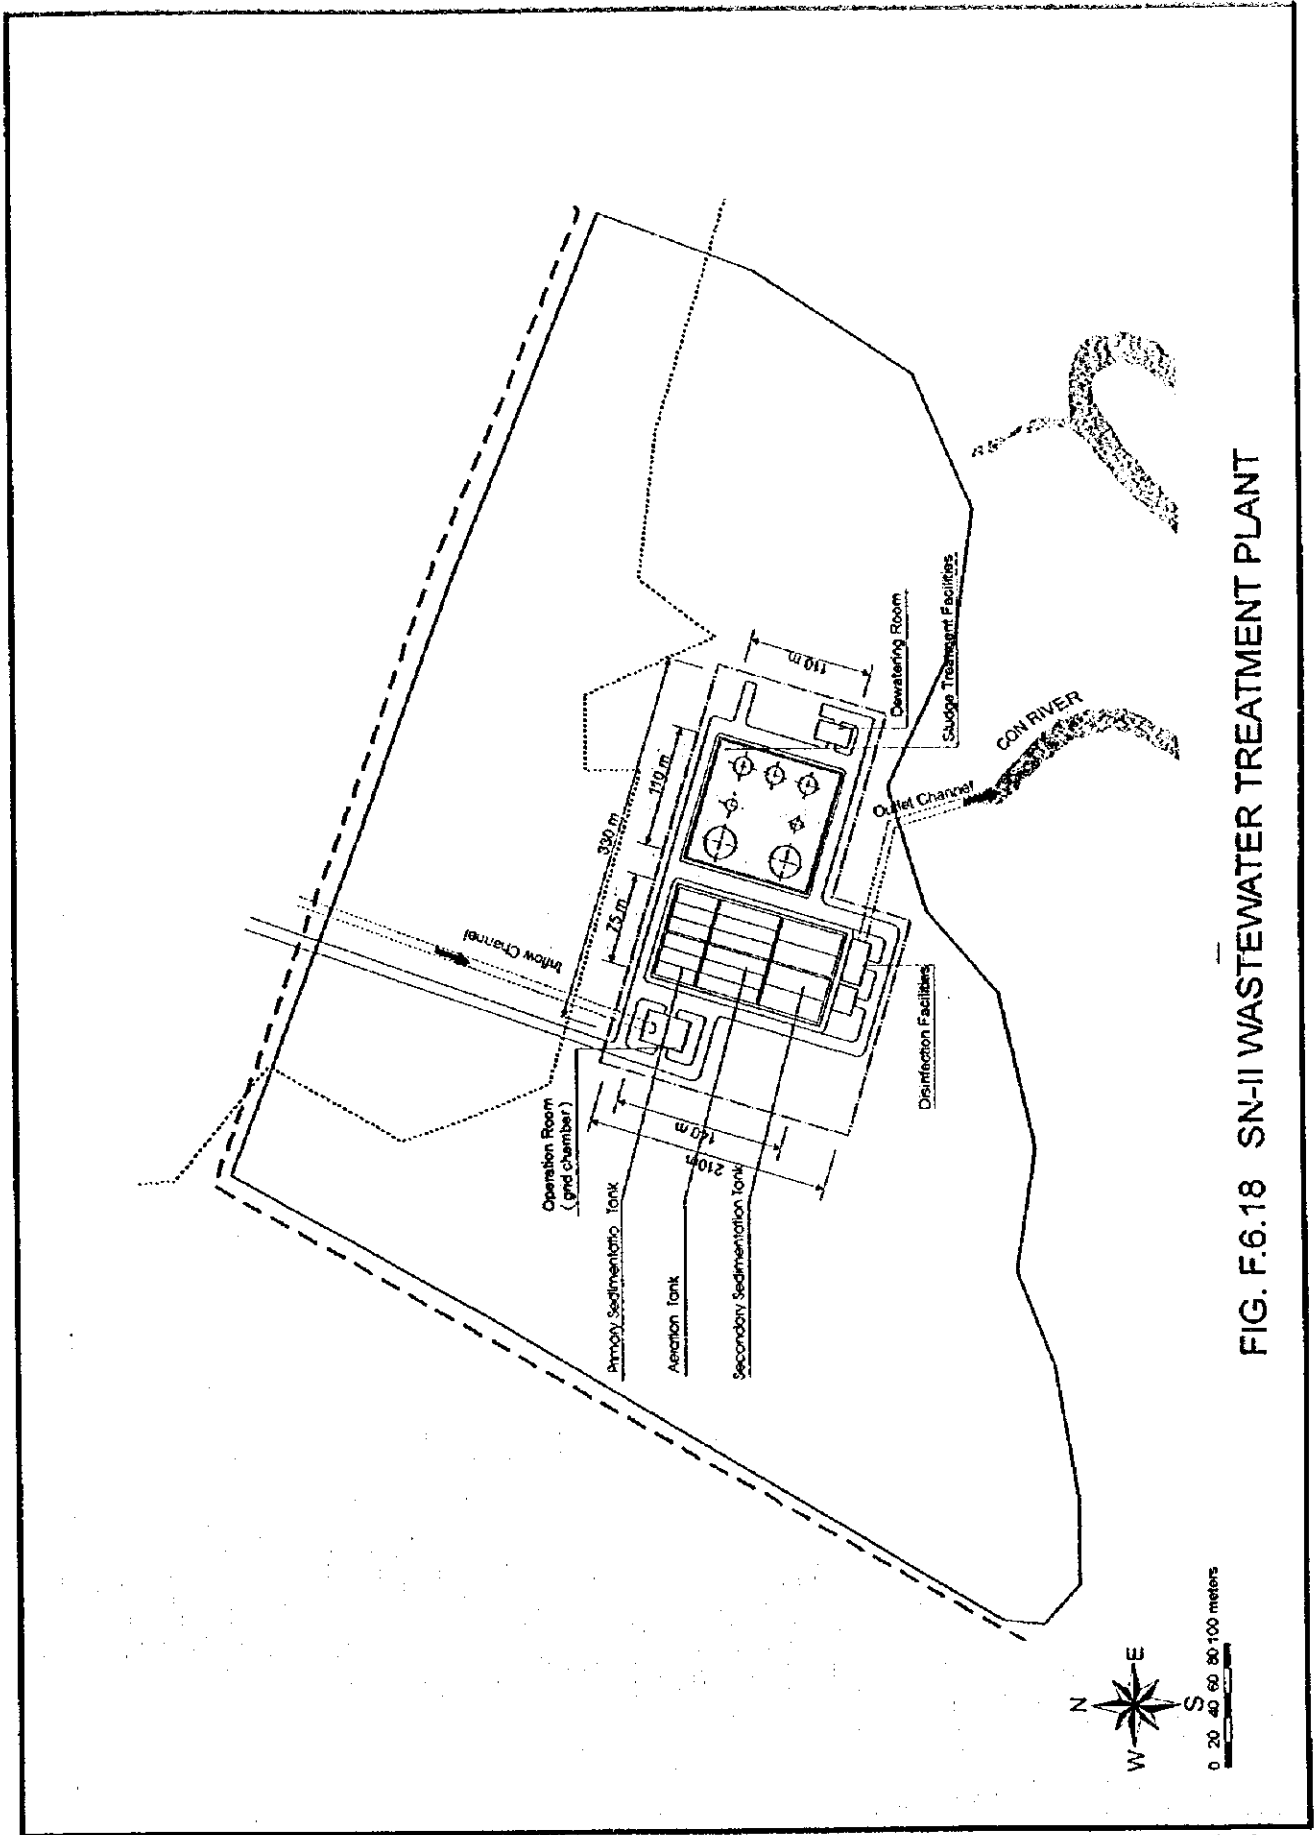 Inflow Channel
330 m
75 m
110 m
110 m
140 m
210m
Operation Room
( grid chamber )
Primary Sedimentatio Tank
Aeration Tank
Secondary Sedimentation Tank
Disinfection Facilities
Dewatering Room
Sludge Treatment Facilities
Outlet Channel
CON RIVER
N
W
E
S
0 20 40 60 80 100 meters
FIG. F.6.18 SN-II WASTEWATER TREATMENT PLANT